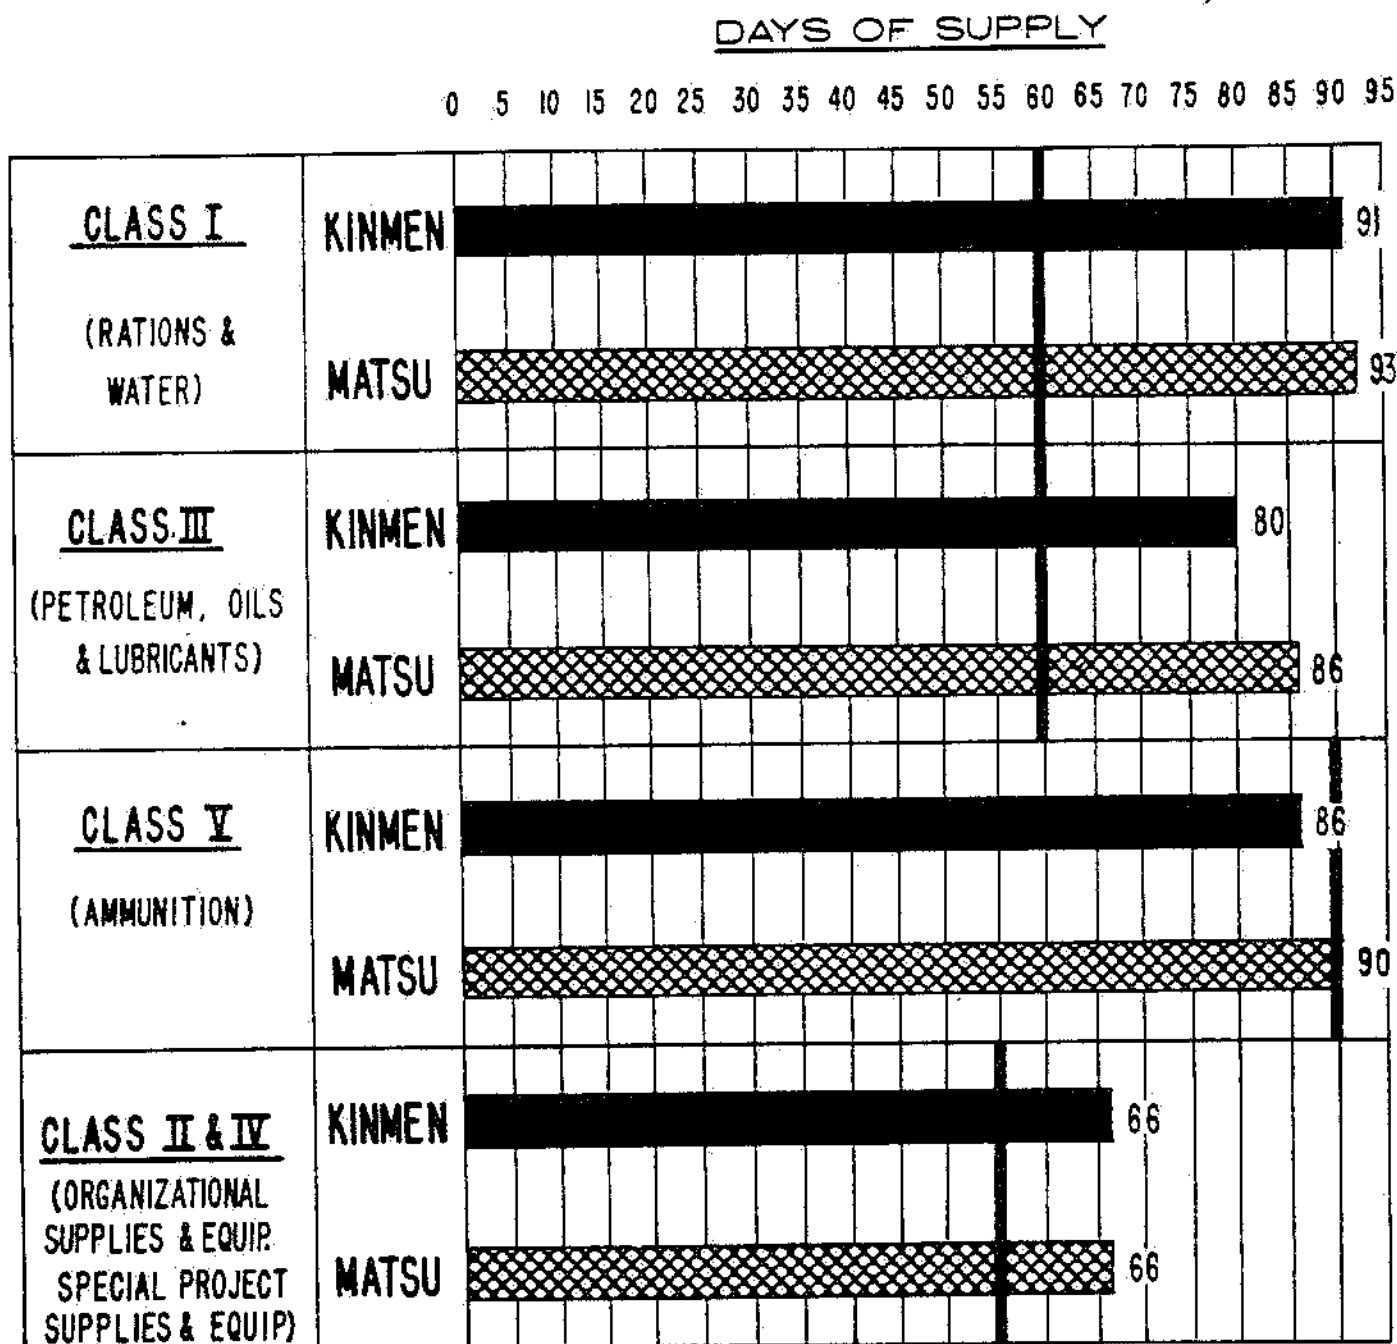 DAYS OF SUPPLY
0 5 10 15 20 25 30 35 40 45 50 55 60 65 70 75 80 85 90 95
CLASS I
(RATIONS &
WATER)
KINMEN
91
MATSU
93
CLASS III
(PETROLEUM, OILS
& LUBRICANTS)
KINMEN
80
MATSU
86
CLASS V
(AMMUNITION)
KINMEN
86
MATSU
90
CLASS II & IV
(ORGANIZATIONAL
SUPPLIES & EQUIP.
SPECIAL PROJECT
SUPPLIES & EQUIP)
KINMEN
66
MATSU
66